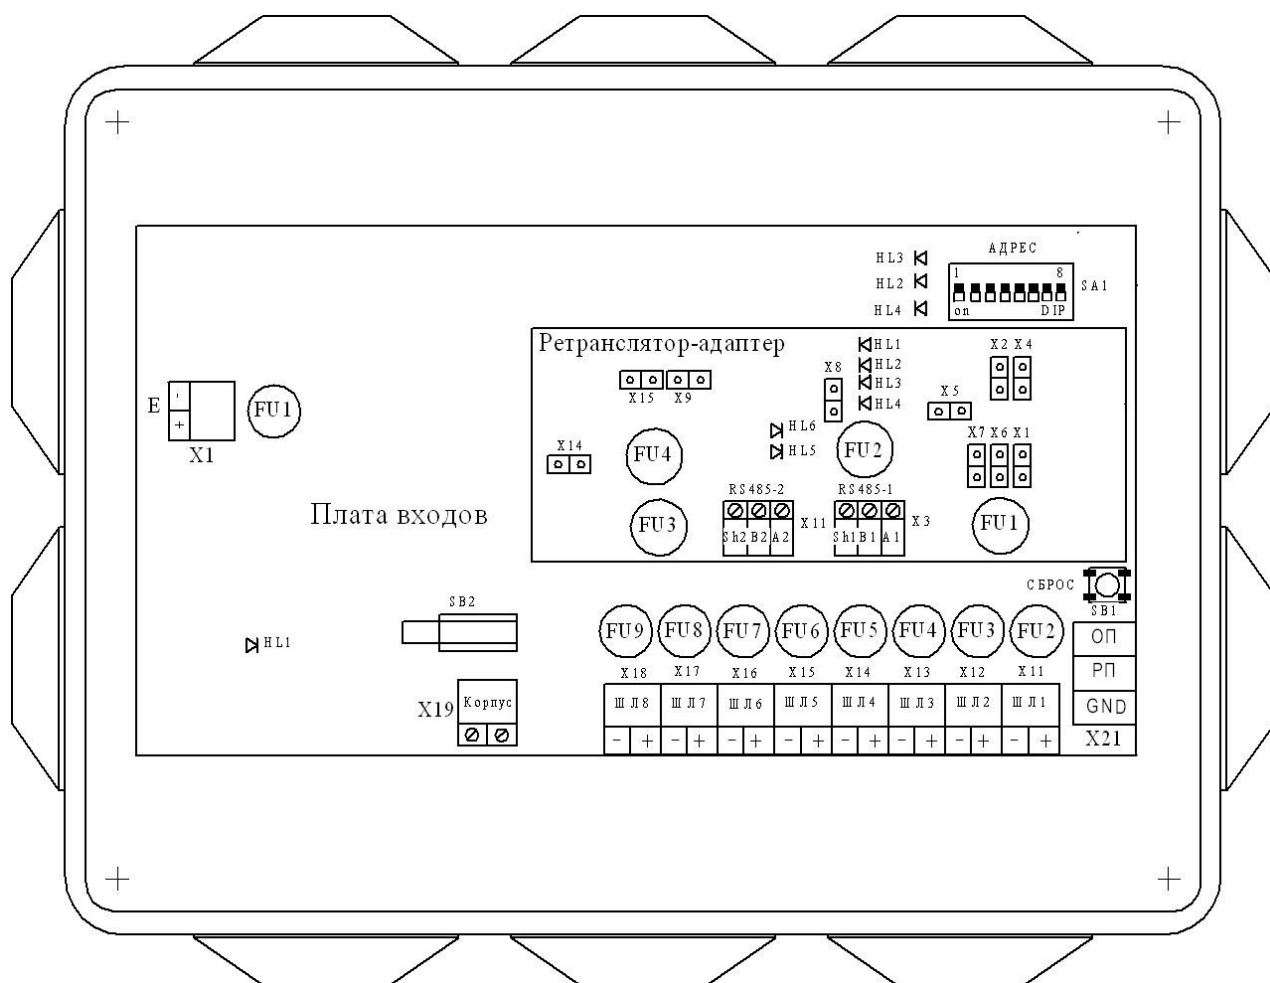 АДРЕС
HL3
HL2
HL4
1 8
on DIP
SA1
Ретранслятор-адаптер
HL1
HL2
HL3
HL4
X8
X2 X4
X15 X9
X5
E
-
+
X1
FU1
HL6
HL5
X14
FU4
FU2
X7 X6 X1
RS485-2
RS485-1
Плата входов
FU3
Sh2 B2 A2
X11
Sh1 B1 A1
X3
FU1
СБРОС
SB1
SB2
HL1
FU9 FU8 FU7 FU6 FU5 FU4 FU3 FU2
ОП
X18 X17 X16 X15 X14 X13 X12 X11
РП
X19
Корпус
ШЛ8 ШЛ7 ШЛ6 ШЛ5 ШЛ4 ШЛ3 ШЛ2 ШЛ1
GND
- + - + - + - + - + - + - + - +
X21